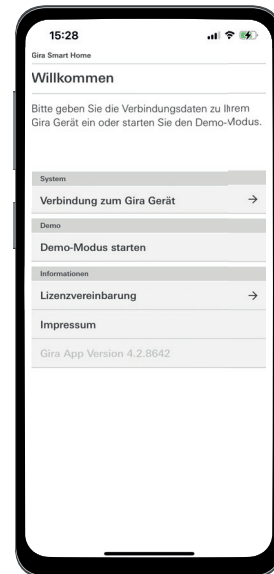 15:28
Gira Smart Home
Willkommen
Bitte geben Sie die Verbindungsdaten zu Ihrem
Gira Gerät ein oder starten Sie den Demo-Modus.
System
Verbindung zum Gira Gerät
Demo
Demo-Modus starten
Informationen
Lizenzvereinbarung
Impressum
Gira App Version 4.2.8642